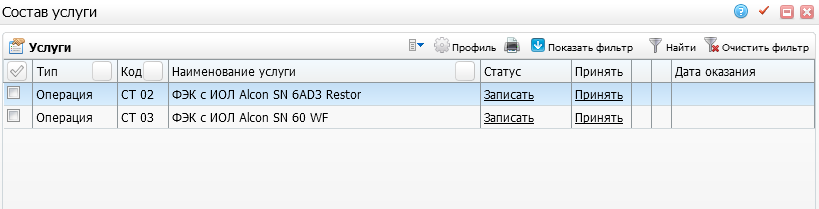 Состав услуги
Услуги Профиль Показать фильтр Найти Очистить фильтр
Тип Код Наименование услуги Статус Принять Дата оказания
Операция СТ 02 ФЭК с ИОЛ Alcon SN 6AD3 Restor Записать Принять
Операция СТ 03 ФЭК с ИОЛ Alcon SN 60 WF Записать Принять